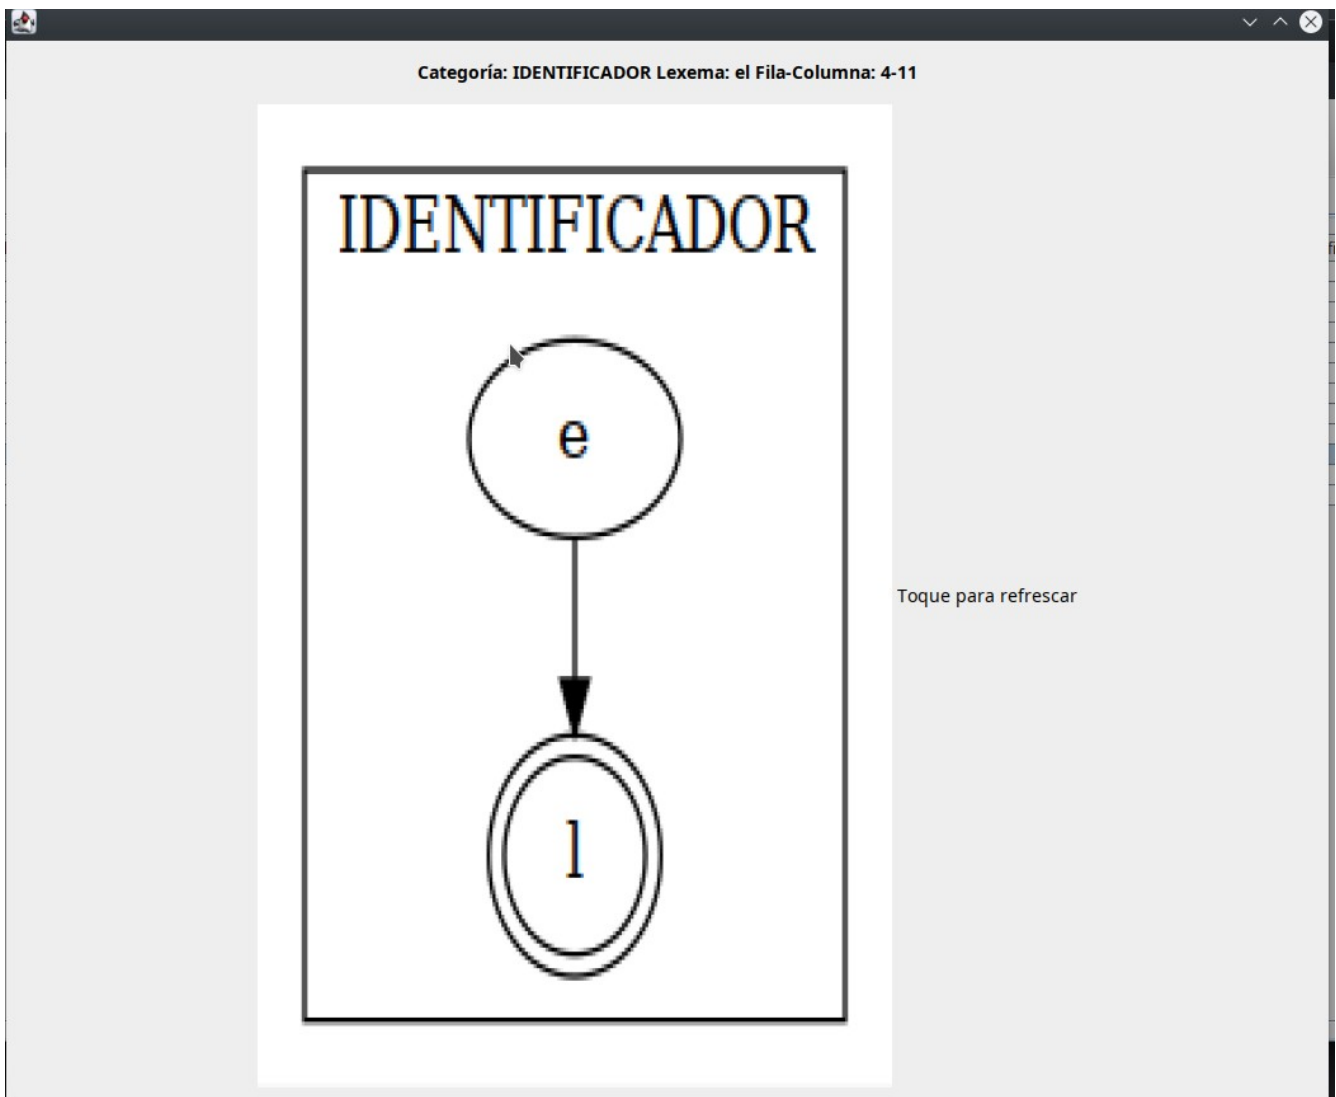 Categoría: IDENTIFICADOR Lexema: el Fila-Columna: 4-11
IDENTIFICADOR
e
Toque para refrescar
l